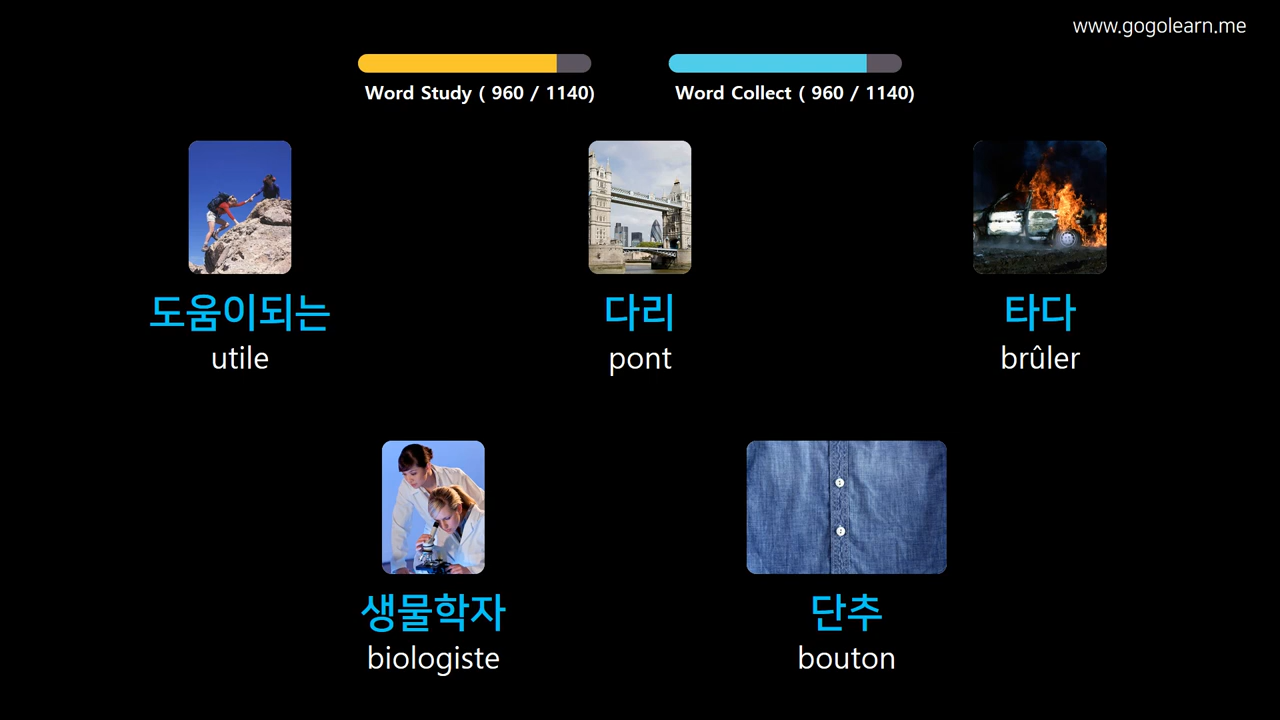 www.gogolearn.me
Word Study ( 960 / 1140)
Word Collect ( 960 / 1140)
도움이되는
utile
다리
pont
타다
brûler
생물학자
biologiste
단추
bouton